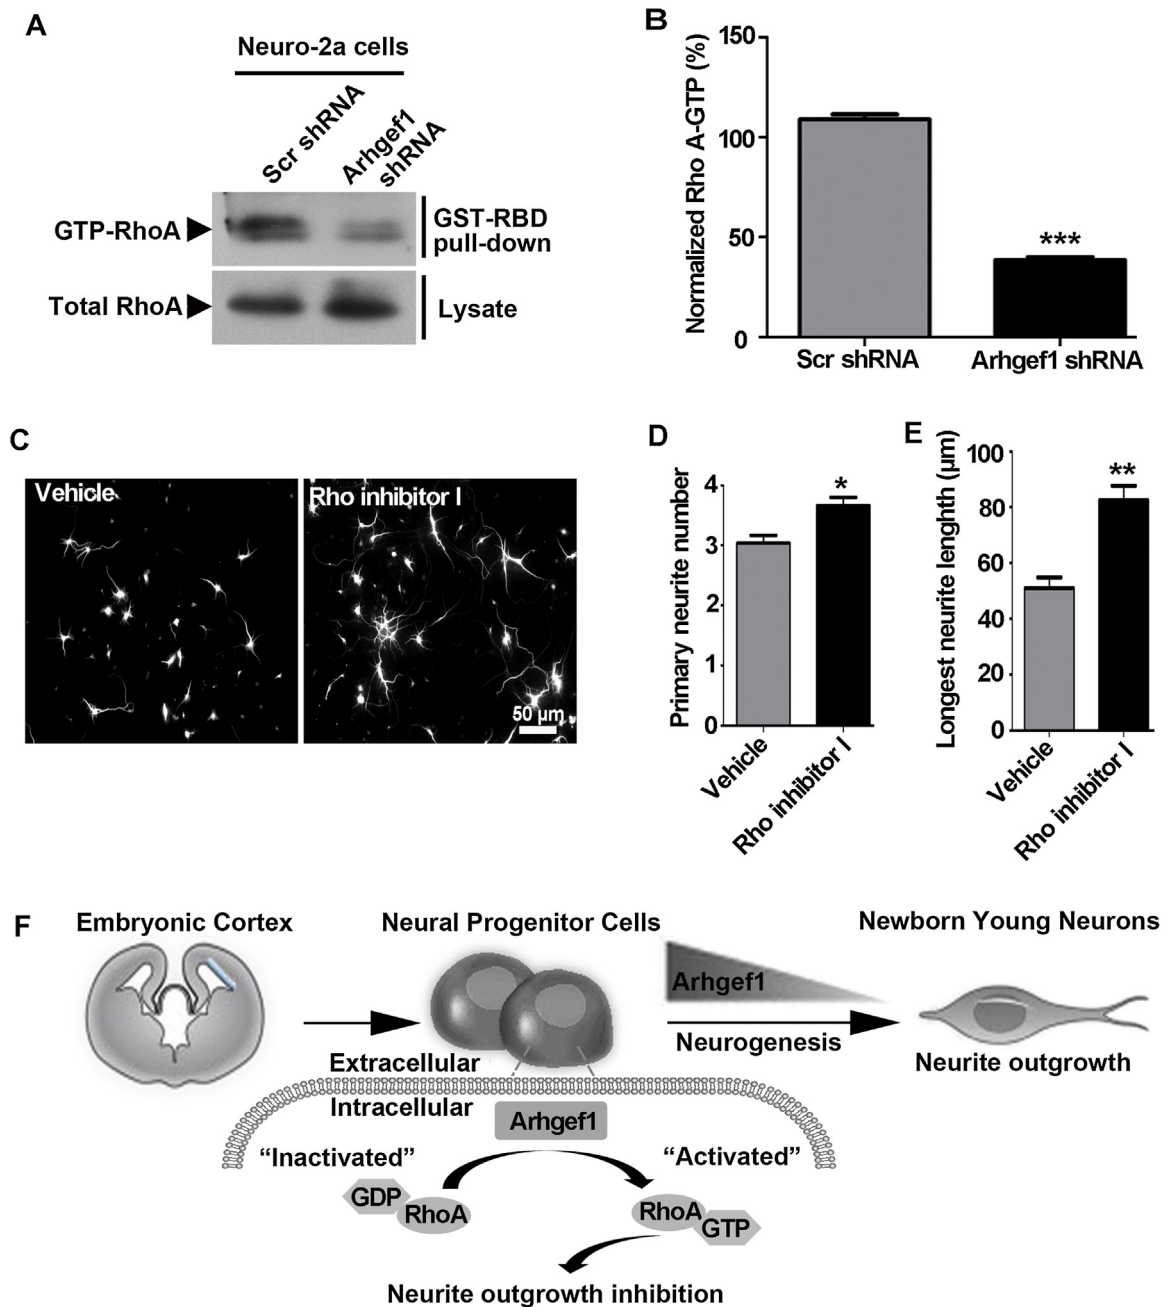 A
Neuro-2a cells
Scr shRNA
Arhgef1
shRNA
GTP-RhoA
GST-RBD
pull-down
Total RhoA
Lysate
B
Normalized Rho A-GTP (%)
150
100
50
0
***
Scr shRNA
Arhgef1 shRNA
C
Vehicle
Rho inhibitor I
50 µm
D
Primary neurite number
4
3
2
1
0
*
Vehicle
Rho inhibitor I
E
Longest neurite lenghth (µm)
100
80
60
40
20
0
**
Vehicle
Rho inhibitor I
F
Embryonic Cortex
Neural Progenitor Cells
Newborn Young Neurons
Arhgef1
Neurogenesis
Neurite outgrowth
Extracellular
Intracellular
Arhgef1
“Inactivated”
“Activated”
GDP
RhoA
RhoA
GTP
Neurite outgrowth inhibition